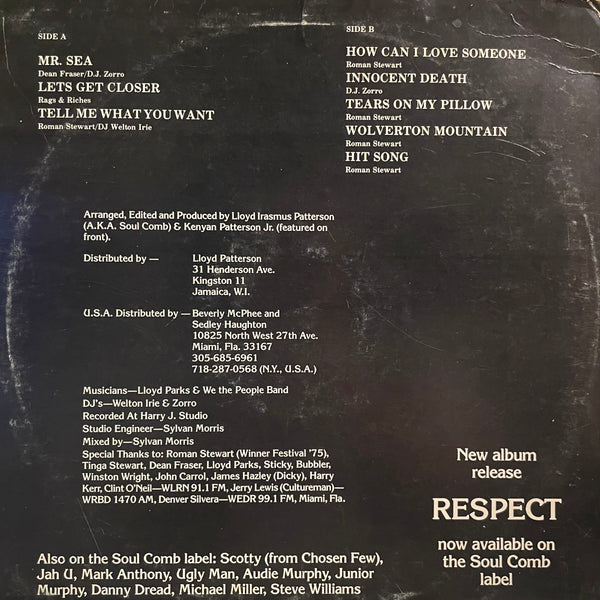 SIDE A
MR. SEA
Dean Fraser/D.J. Zorro
LETS GET CLOSER
Rags & Riches
TELL ME WHAT YOU WANT
Roman Stewart/DJ Welton Irie
SIDE B
HOW CAN I LOVE SOMEONE
Roman Stewart
INNOCENT DEATH
D.J. Zorro
TEARS ON MY PILLOW
Roman Stewart
WOLVERTON MOUNTAIN
Roman Stewart
HIT SONG
Roman Stewart
Arranged, Edited and Produced by Lloyd Irasmus Patterson
(A.K.A. Soul Comb) & Kenyan Patterson Jr. (featured on
front).
Distributed by — Lloyd Patterson
31 Henderson Ave.
Kingston 11
Jamaica, W.I.
U.S.A. Distributed by — Beverly McPhee and
Sedley Haughton
10825 North West 27th Ave.
Miami, Fla. 33167
305-685-6961
718-287-0568 (N.Y., U.S.A.)
Musicians—Lloyd Parks & We the People Band
DJ's—Welton Irie & Zorro
Recorded At Harry J. Studio
Studio Engineer—Sylvan Morris
Mixed by—Sylvan Morris
Special Thanks to: Roman Stewart (Winner Festival '75),
Tinga Stewart, Dean Fraser, Lloyd Parks, Sticky, Bubbler,
Winston Wright, John Carrol, James Hazley (Dicky), Harry
Kerr, Clint O'Neil—WLRN 91.1 FM, Jerry Lewis (Cultureman)—
WRBD 1470 AM, Denver Silvera—WEDR 99.1 FM, Miami, Fla.
New album
release
RESPECT
now available on
the Soul Comb
label
Also on the Soul Comb label: Scotty (from Chosen Few),
Jah U, Mark Anthony, Ugly Man, Audie Murphy, Junior
Murphy, Danny Dread, Michael Miller, Steve Williams